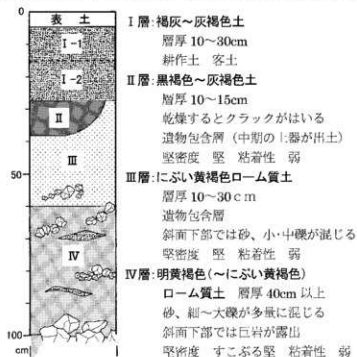 0
表 土
Ⅰ-1
Ⅰ-2
Ⅱ
Ⅲ
50
Ⅳ
100
cm
Ⅰ層:褐灰～灰褐色土
層厚 10～30cm
耕作土 客土
Ⅱ層:黒褐色～灰褐色土
層厚 10～15cm
乾燥するとクラックがはいる
遺物包含層（中期の土器が出土）
堅密度 堅 粘着性 弱
Ⅲ層:にぶい黄褐色ローム質土
層厚 10～30ｃｍ
遺物包含層
斜面下部では砂、小・中礫が混じる
堅密度 堅 粘着性 弱
Ⅳ層:明黄褐色(～にぶい黄褐色)
ローム質土 層厚 40cm 以上
砂、細～大礫が多量に混じる
斜面下部では巨岩が露出
堅密度 すこぶる堅 粘着性 弱